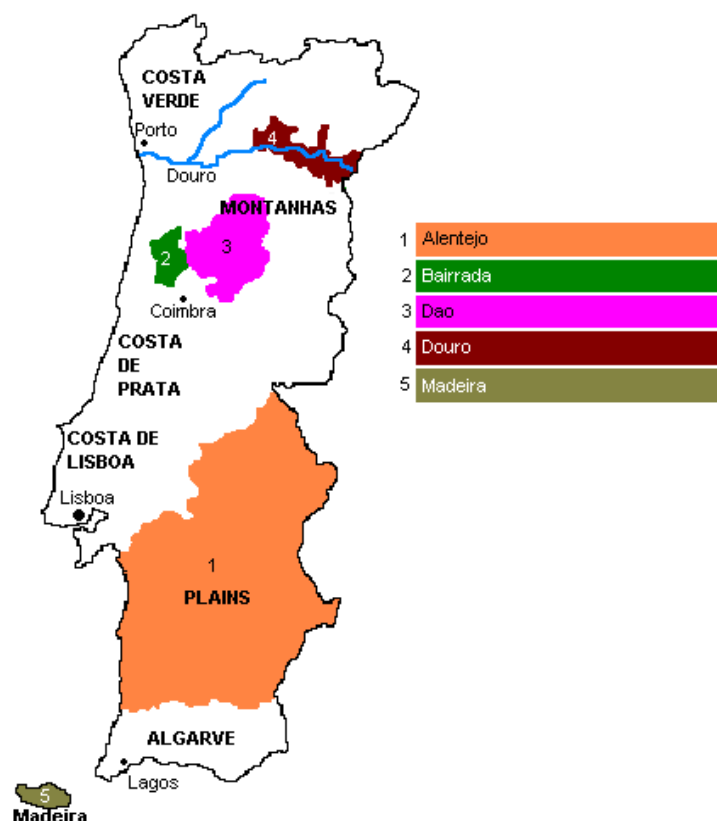 COSTA
VERDE
Porto
4
Douro
MONTANHAS
2
3
Coimbra
COSTA
DE
PRATA
COSTA DE
LISBOA
Lisboa
1
PLAINS
ALGARVE
Lagos
5
Madeira
1 Alentejo
2 Bairrada
3 Dao
4 Douro
5 Madeira